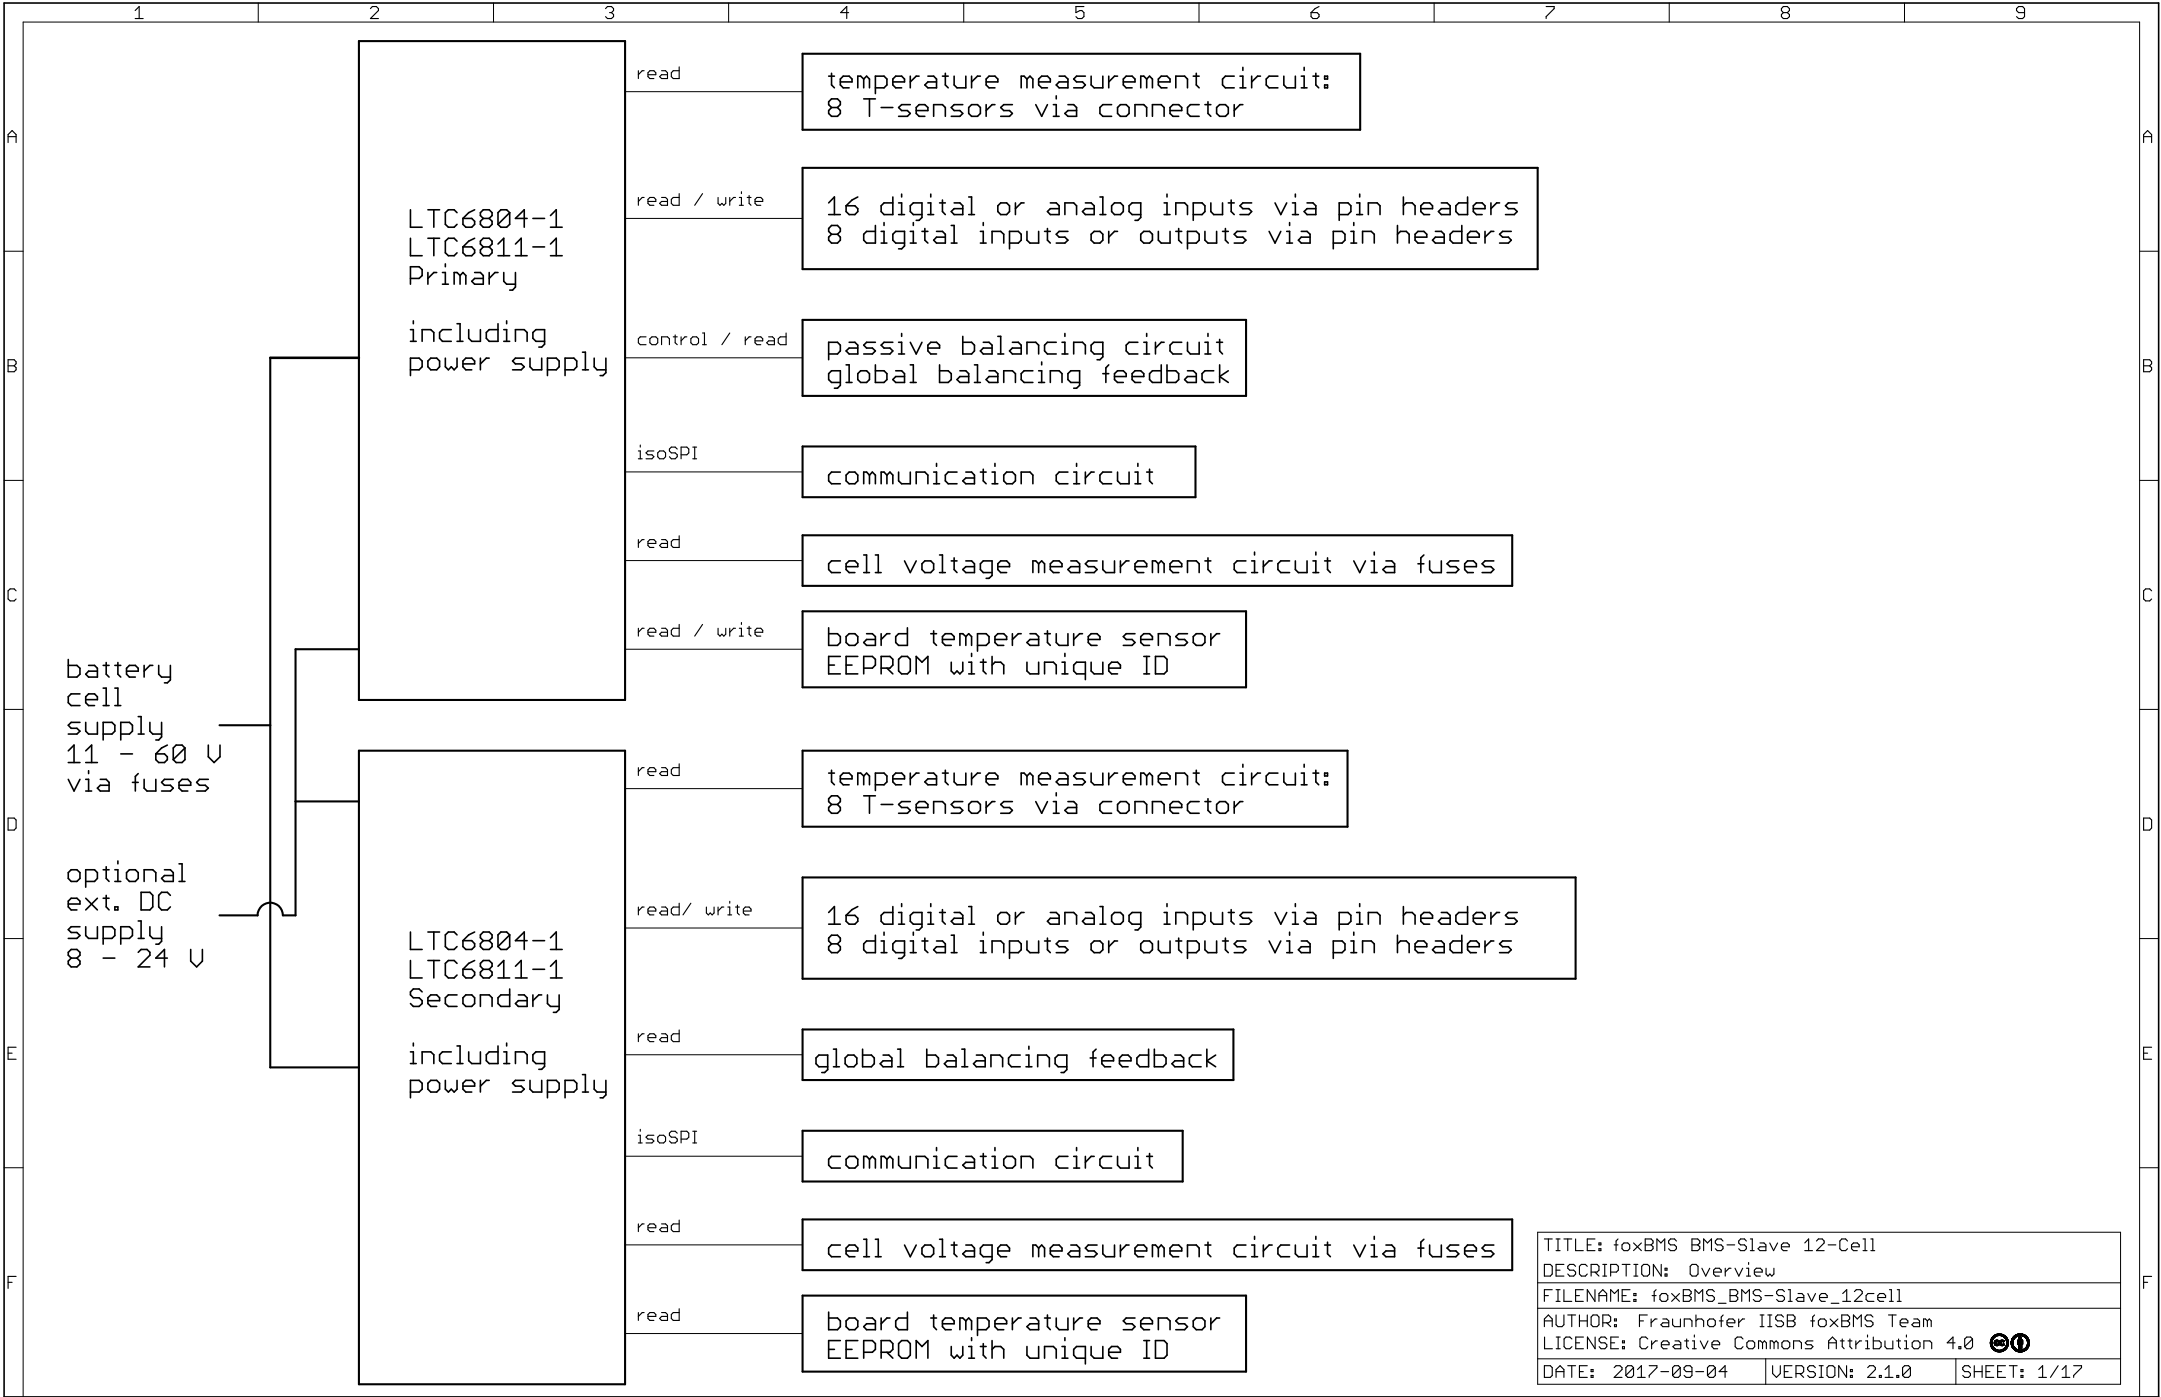 1 2 3 4 5 6 7 8 9
A A
B B
C C
D D
E E
F F
battery
cell
supply
11 - 60 V
via fuses
optional
ext. DC
supply
8 - 24 V
LTC6804-1
LTC6811-1
Primary
including
power supply
read
temperature measurement circuit:
8 T-sensors via connector
read / write
16 digital or analog inputs via pin headers
8 digital inputs or outputs via pin headers
control / read
passive balancing circuit
global balancing feedback
isoSPI
communication circuit
read
cell voltage measurement circuit via fuses
read / write
board temperature sensor
EEPROM with unique ID
LTC6804-1
LTC6811-1
Secondary
including
power supply
read
temperature measurement circuit:
8 T-sensors via connector
read/ write
16 digital or analog inputs via pin headers
8 digital inputs or outputs via pin headers
read
global balancing feedback
isoSPI
communication circuit
read
cell voltage measurement circuit via fuses
read
board temperature sensor
EEPROM with unique ID
TITLE: foxBMS BMS-Slave 12-Cell
DESCRIPTION: Overview
FILENAME: foxBMS_BMS-Slave_12cell
AUTHOR: Fraunhofer IISB foxBMS Team
LICENSE: Creative Commons Attribution 4.0
DATE: 2017-09-04 VERSION: 2.1.0 SHEET: 1/17